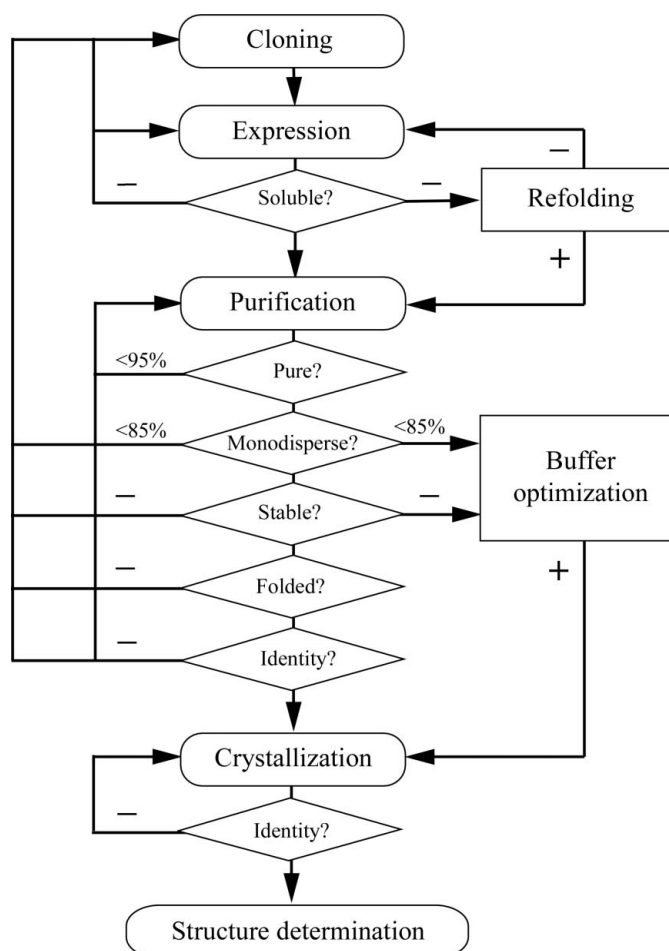 Cloning
Expression
−
−
Soluble?
−
Refolding
+
Purification
<95%
Pure?
<85%
Monodisperse?
<85%
Buffer
optimization
−
Stable?
−
−
Folded?
+
−
Identity?
Crystallization
−
Identity?
Structure determination